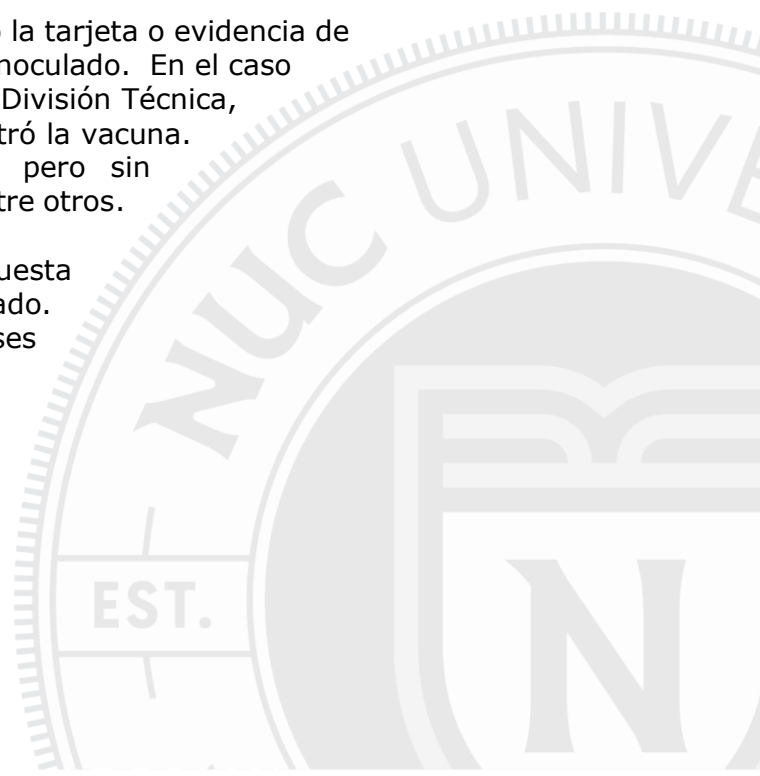 la tarjeta o evidencia de
noculado. En el caso
División Técnica,
tró la vacuna.
pero sin
tre otros.
uesta
ado.
ses
NUC UNIVE
EST.
N